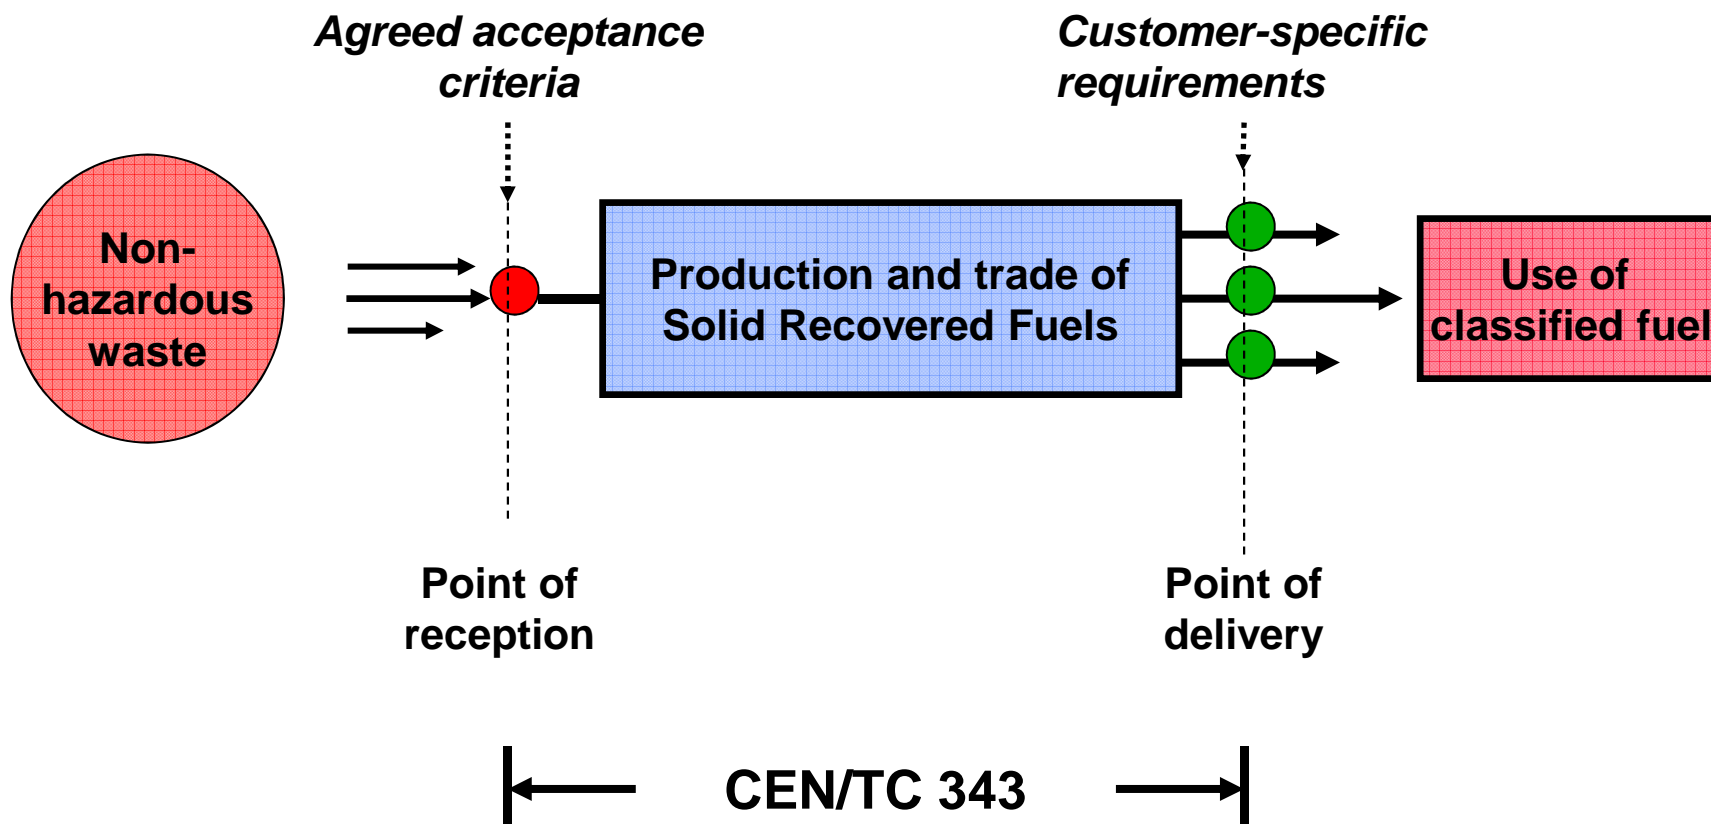 Agreed acceptance
criteria
Customer-specific
requirements
Non-
hazardous
waste
Production and trade of
Solid Recovered Fuels
Use of
classified fuel
Point of
reception
Point of
delivery
CEN/TC 343